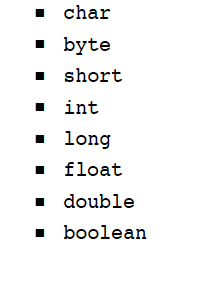 ▪ char
▪ byte
▪ short
▪ int
▪ long
▪ float
▪ double
▪ boolean